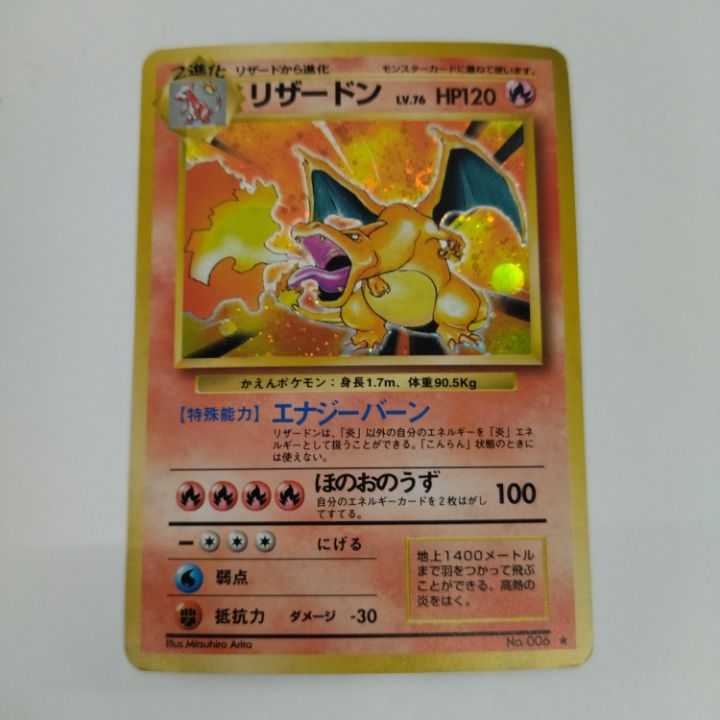 2進化 リザードから進化 モンスターカードに重ねて使います。
リザードン LV.76 HP120
かえんポケモン：身長1.7m、体重90.5Kg
【特殊能力】エナジーバーン
リザードンは、「炎」以外の自分のエネルギーを「炎」エネ
ルギーとして扱うことができる。「こんらん」状態のときに
は使えない。
ほのおのうず 100
自分のエネルギーカードを2枚はがし
てすてる。
にげる
弱点
抵抗力 ダメージ -30
地上1400メートル
まで羽をつかって飛ぶ
ことができる。高熱の
炎をはく。
Illus.Mitsuhiro Arita
No. 006 ★